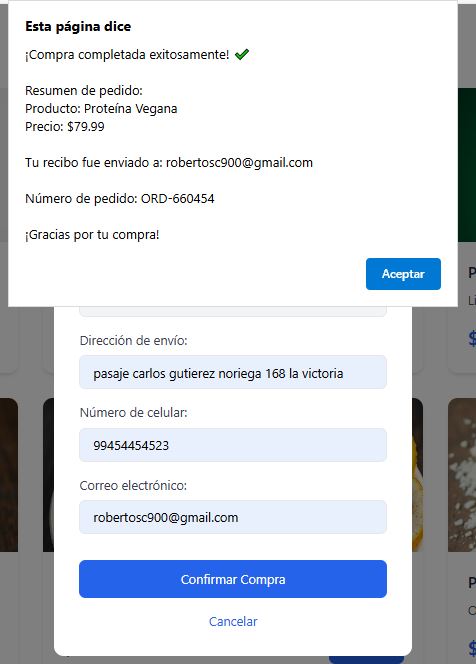 Esta página dice
¡Compra completada exitosamente! ✔
Resumen de pedido:
Producto: Proteína Vegana
Precio: $79.99
Tu recibo fue enviado a: robertosc900@gmail.com
Número de pedido: ORD-660454
¡Gracias por tu compra!
Aceptar
Dirección de envío:
pasaje carlos gutierez noriega 168 la victoria
Número de celular:
99454454523
Correo electrónico:
robertosc900@gmail.com
Confirmar Compra
Cancelar